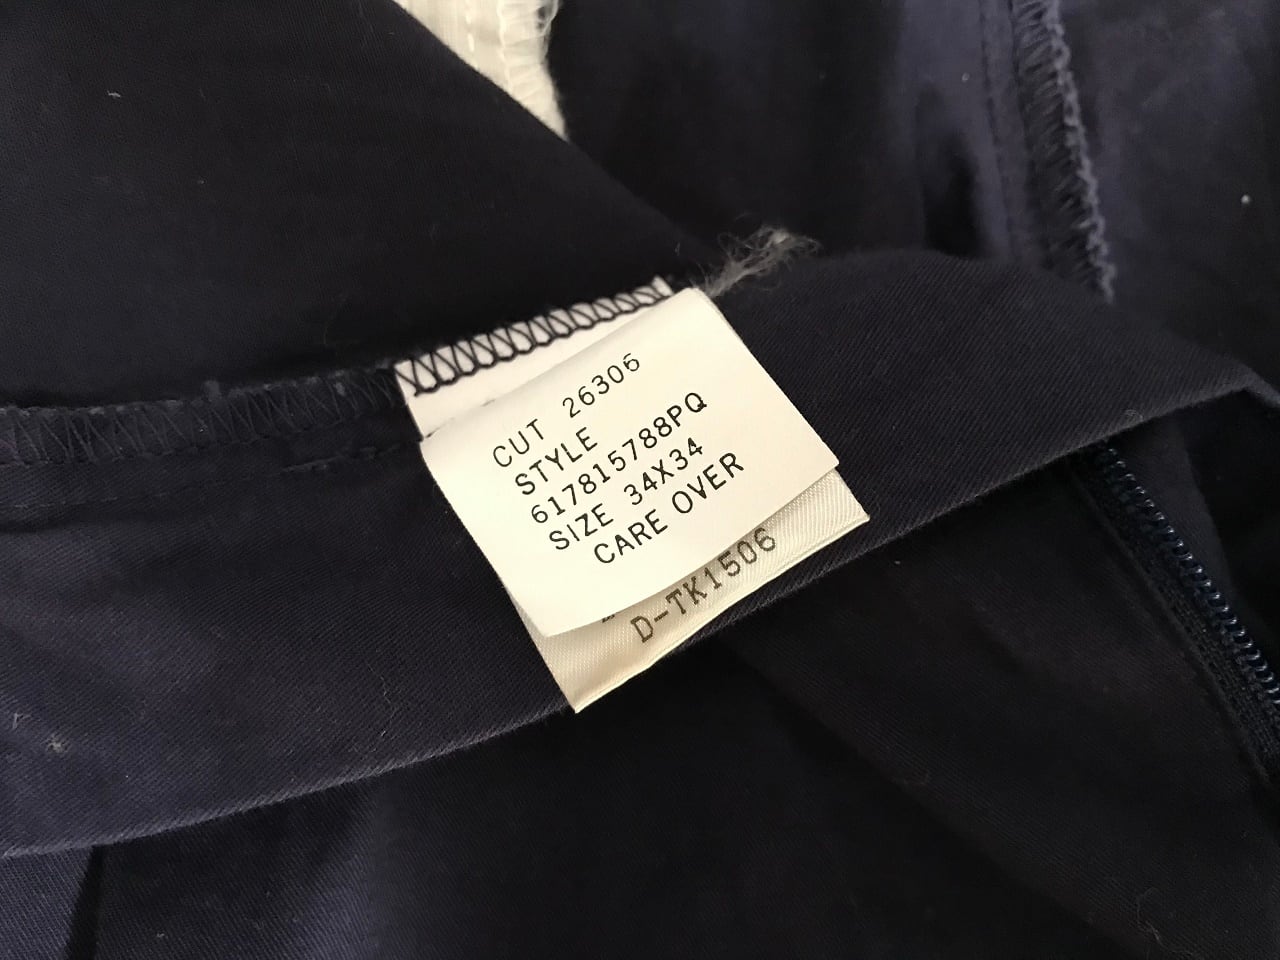 CUT 26306
STYLE
617815788PQ
SIZE 34X34
CARE OVER
D-TK1506